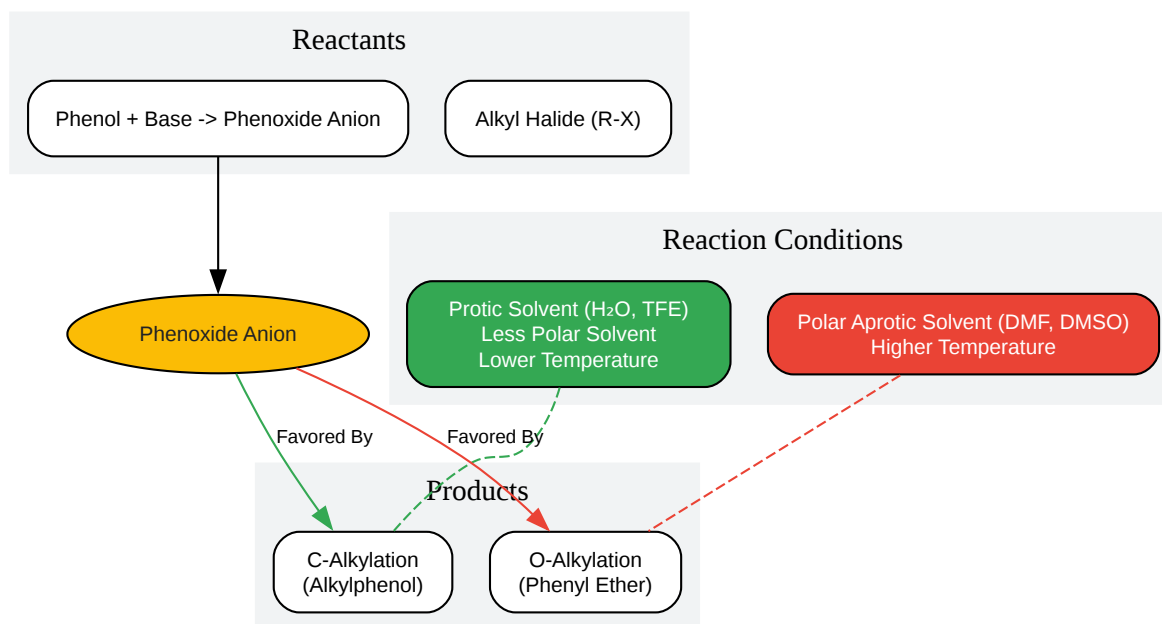 Reactants
Phenol + Base -> Phenoxide Anion
Alkyl Halide (R-X)
Reaction Conditions
Protic Solvent (H₂O, TFE)
Less Polar Solvent
Lower Temperature
Polar Aprotic Solvent (DMF, DMSO)
Higher Temperature
Phenoxide Anion
Favored By
Favored By
Products
C-Alkylation
(Alkylphenol)
O-Alkylation
(Phenyl Ether)